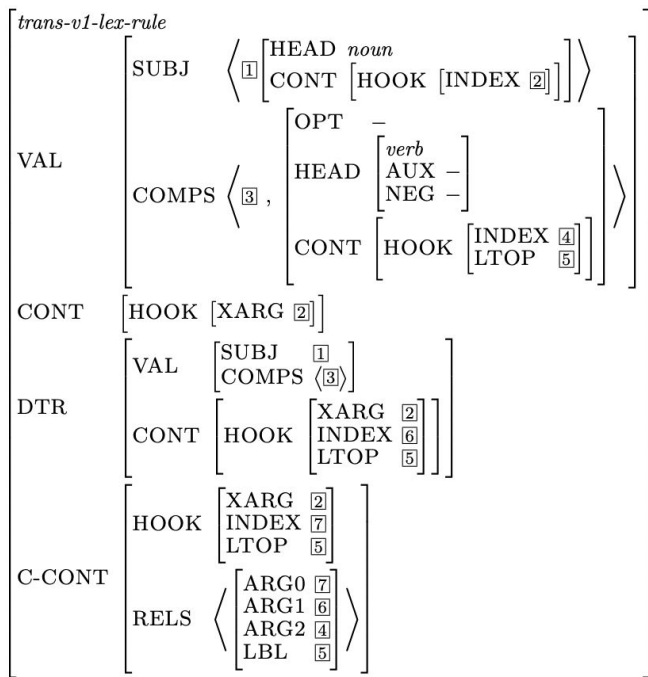 trans-v1-lex-rule
VAL
SUBJ ⟨ 1 [HEAD noun
CONT [HOOK [INDEX 2]]] ⟩
COMPS ⟨ 3 ,
OPT –
HEAD
verb
AUX –
NEG –
CONT [HOOK
INDEX 4
LTOP 5
CONT [HOOK [XARG 2]]
DTR
VAL
SUBJ 1
COMPS ⟨3⟩
CONT [HOOK
XARG 2
INDEX 6
LTOP 5
C-CONT
HOOK
XARG 2
INDEX 7
LTOP 5
RELS
ARG0 7
ARG1 6
ARG2 4
LBL 5